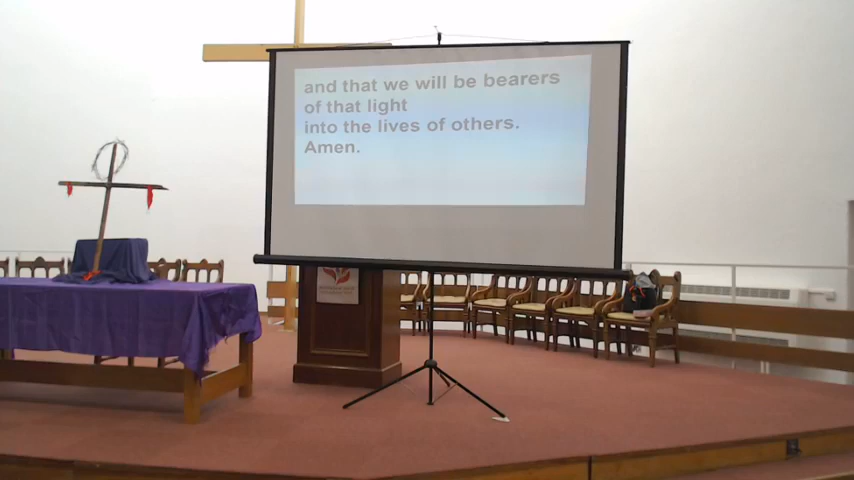 and that we will be bearers
of that light
into the lives of others.
Amen.